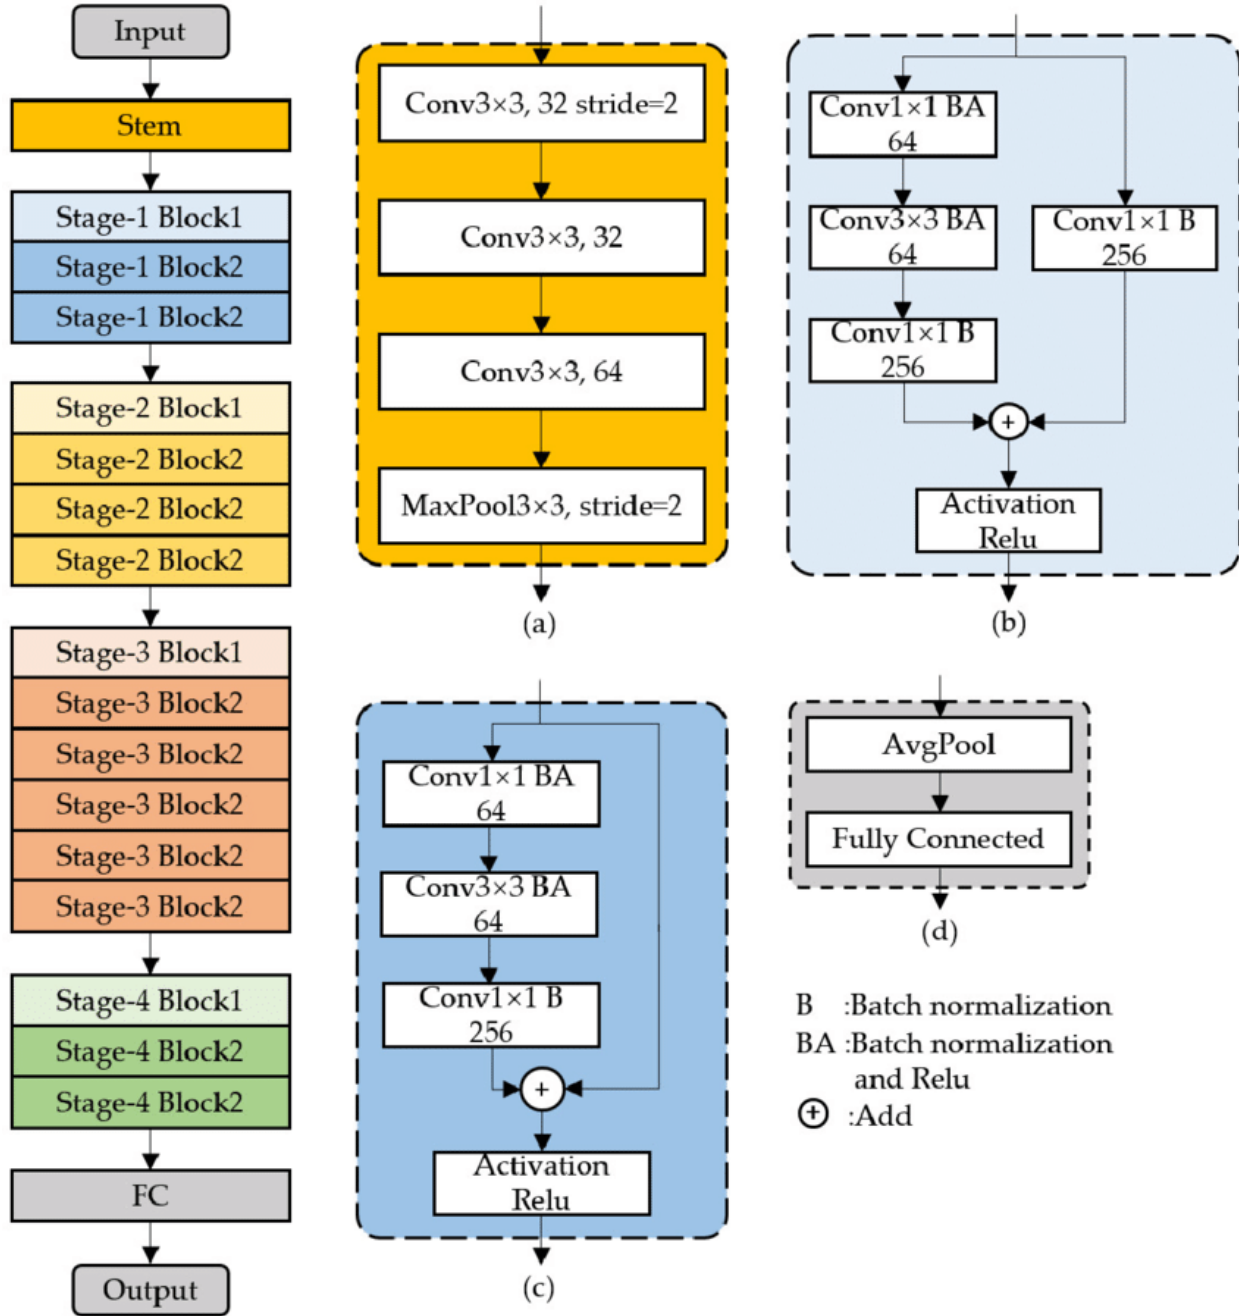 Input
Stem
Stage-1 Block1
Stage-1 Block2
Stage-1 Block2
Stage-2 Block1
Stage-2 Block2
Stage-2 Block2
Stage-2 Block2
Stage-3 Block1
Stage-3 Block2
Stage-3 Block2
Stage-3 Block2
Stage-3 Block2
Stage-3 Block2
Stage-4 Block1
Stage-4 Block2
Stage-4 Block2
FC
Output
Conv3×3, 32 stride=2
Conv3×3, 32
Conv3×3, 64
MaxPool3×3, stride=2
(a)
Conv1×1 BA
64
Conv3×3 BA
64
Conv1×1 B
256
Conv1×1 B
256
+
Activation
Relu
(b)
Conv1×1 BA
64
Conv3×3 BA
64
Conv1×1 B
256
+
Activation
Relu
(c)
AvgPool
Fully Connected
(d)
B :Batch normalization
BA :Batch normalization
and Relu
⊕ :Add